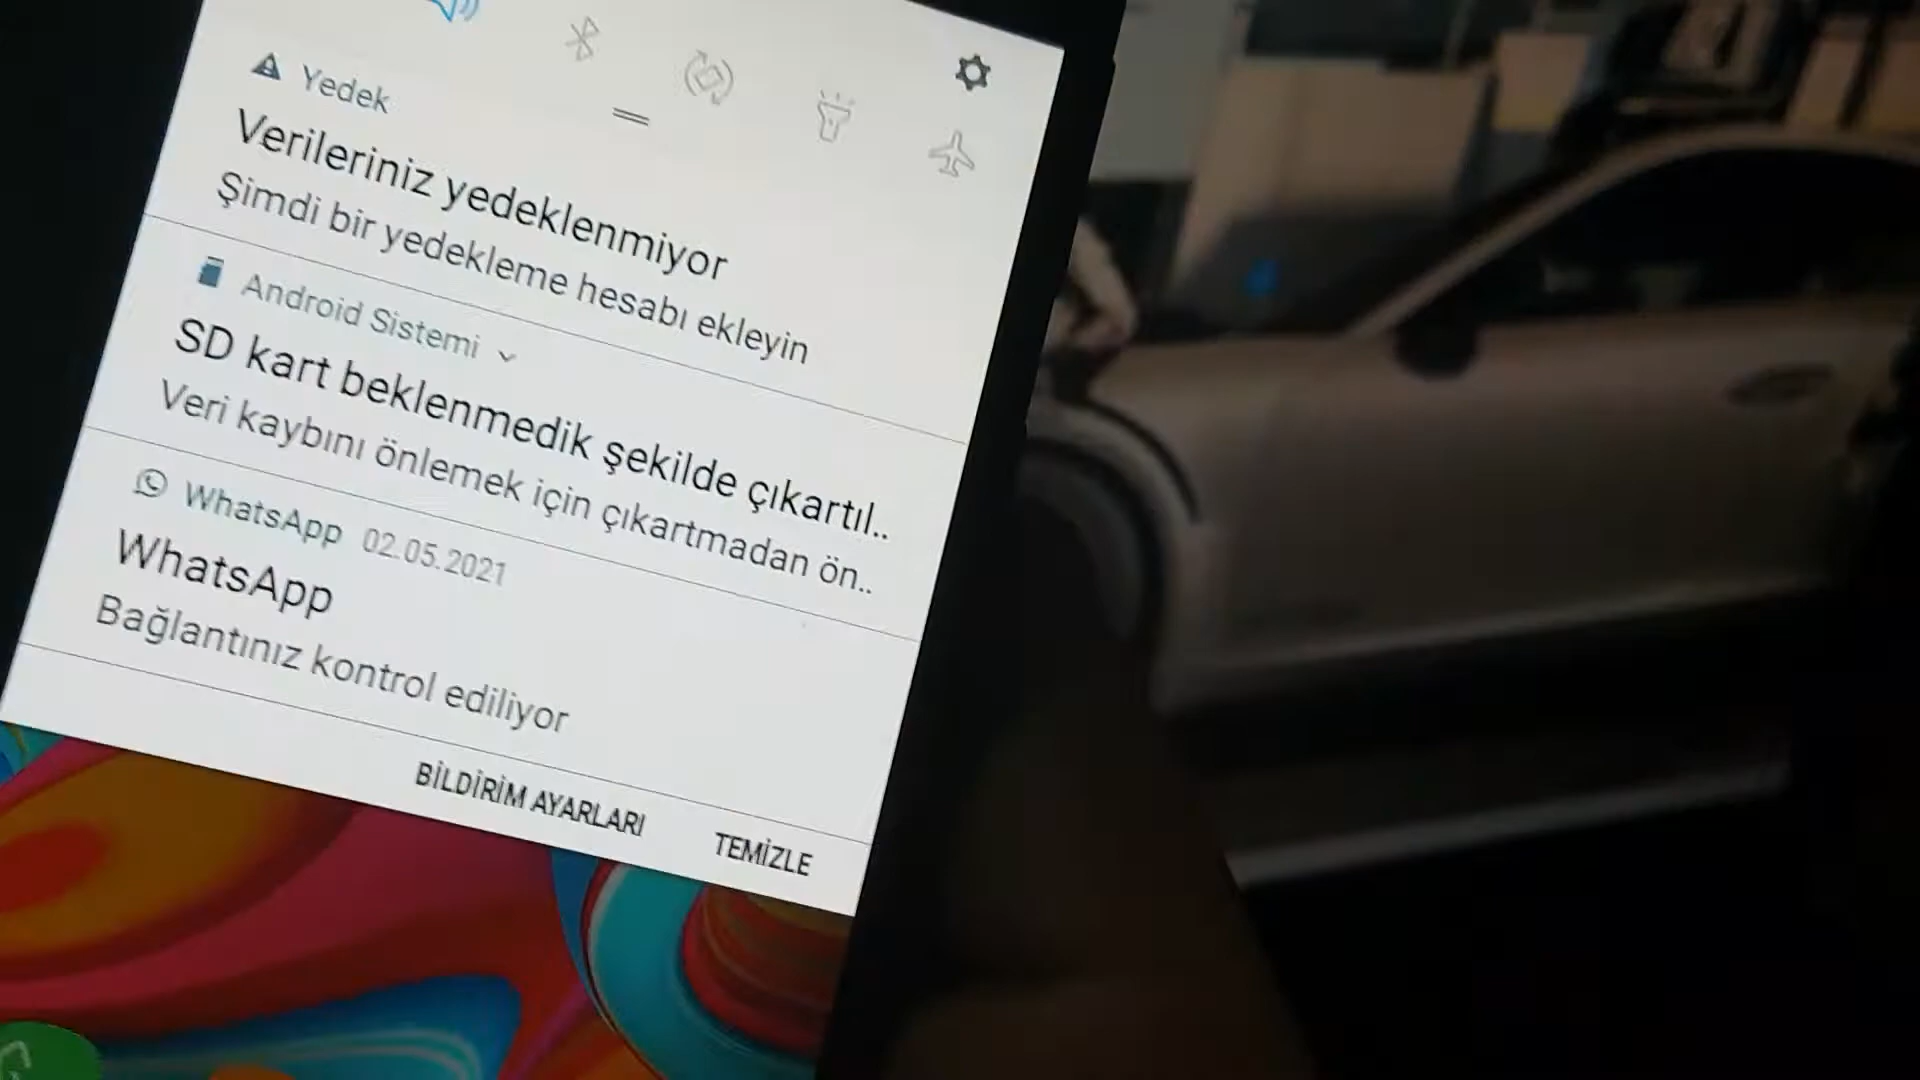 Yedek
Verileriniz yedeklenmiyor
Şimdi bir yedekleme hesabı ekleyin
Android Sistemi
SD kart beklenmedik şekilde çıkartıl..
Veri kaybını önlemek için çıkartmadan ön..
WhatsApp 02.05.2021
WhatsApp
Bağlantınız kontrol ediliyor
BİLDİRİM AYARLARI TEMİZLE